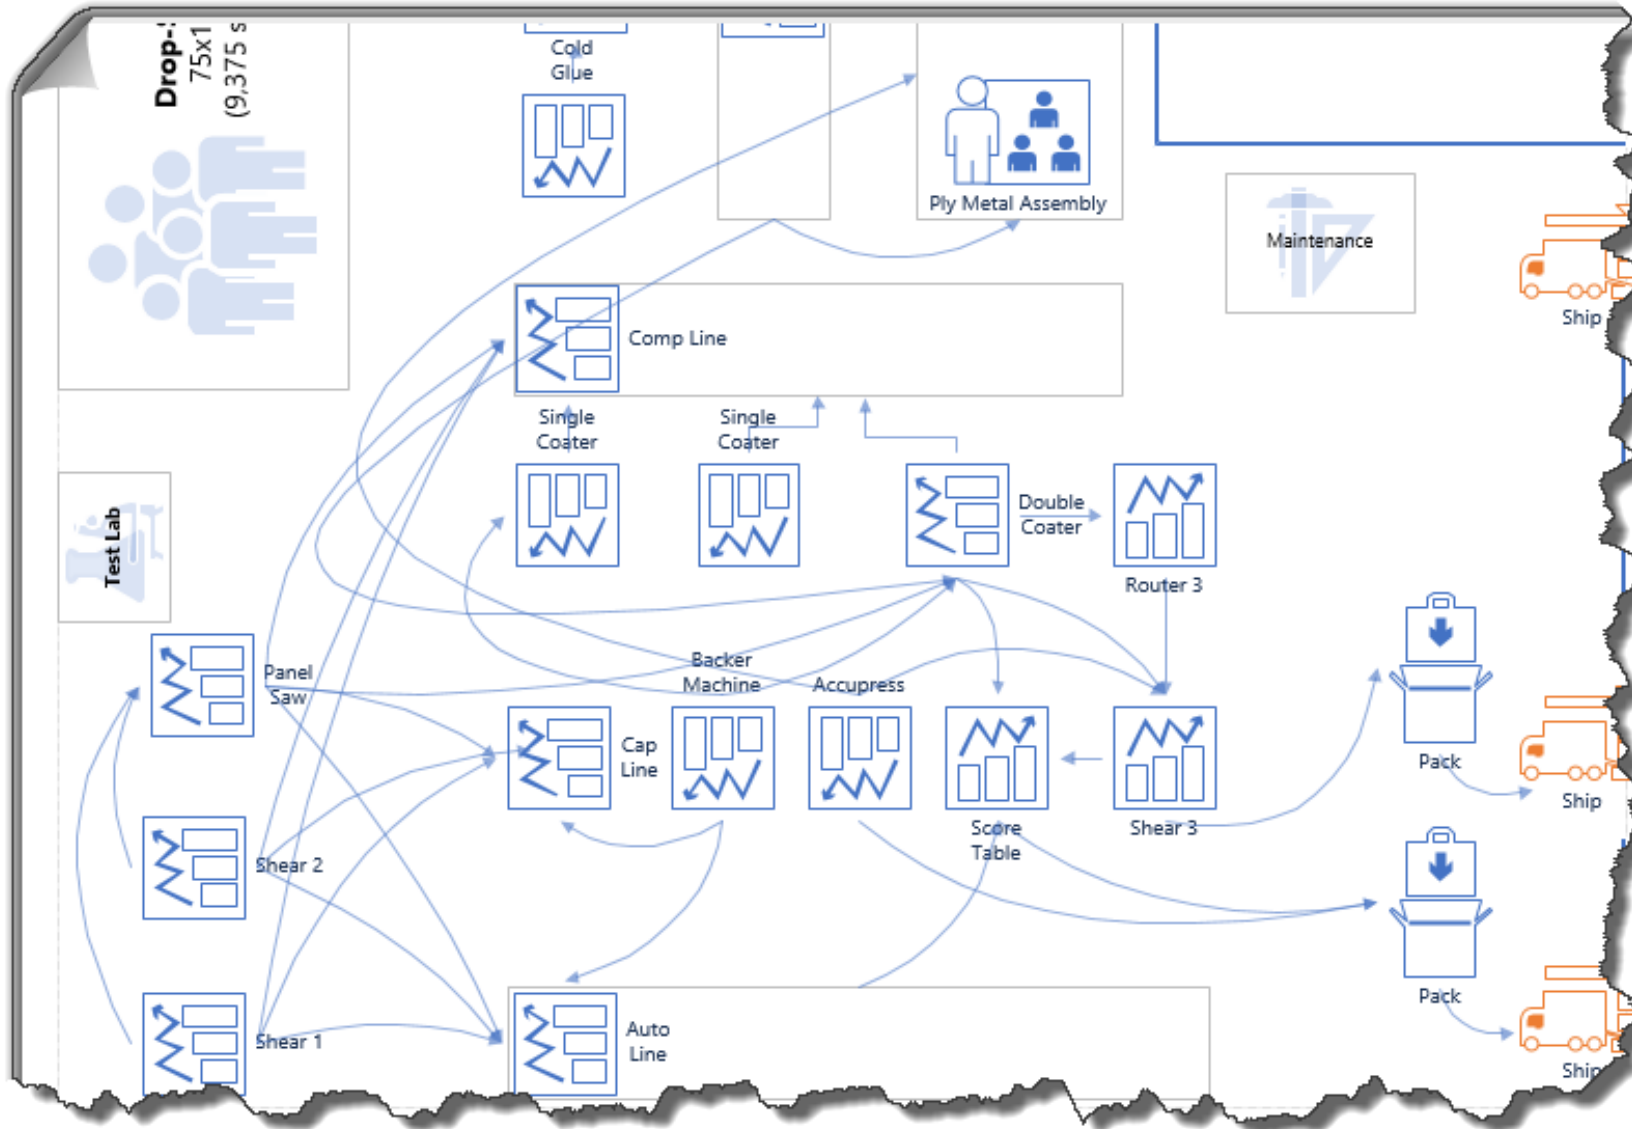 Drop-
75x1
(9,375 s
Cold
Glue
Ply Metal Assembly
Maintenance
Ship
Comp Line
Single
Coater
Single
Coater
Double
Coater
Router 3
Test Lab
Panel
Saw
Backer
Machine
Accupress
Cap
Line
Pack
Ship
Score
Table
Shear 3
Shear 2
Pack
Shear 1
Auto
Line
Ship